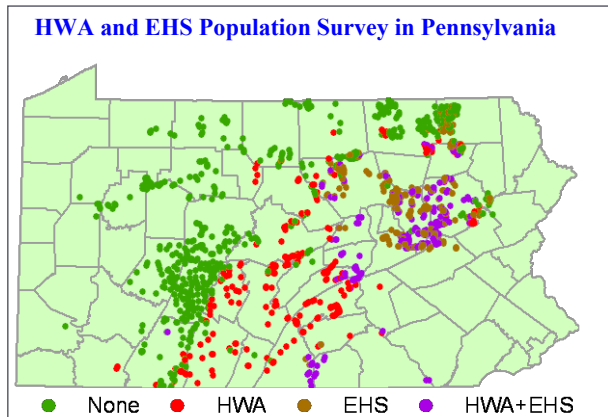 HWA and EHS Population Survey in Pennsylvania
None HWA EHS HWA+EHS